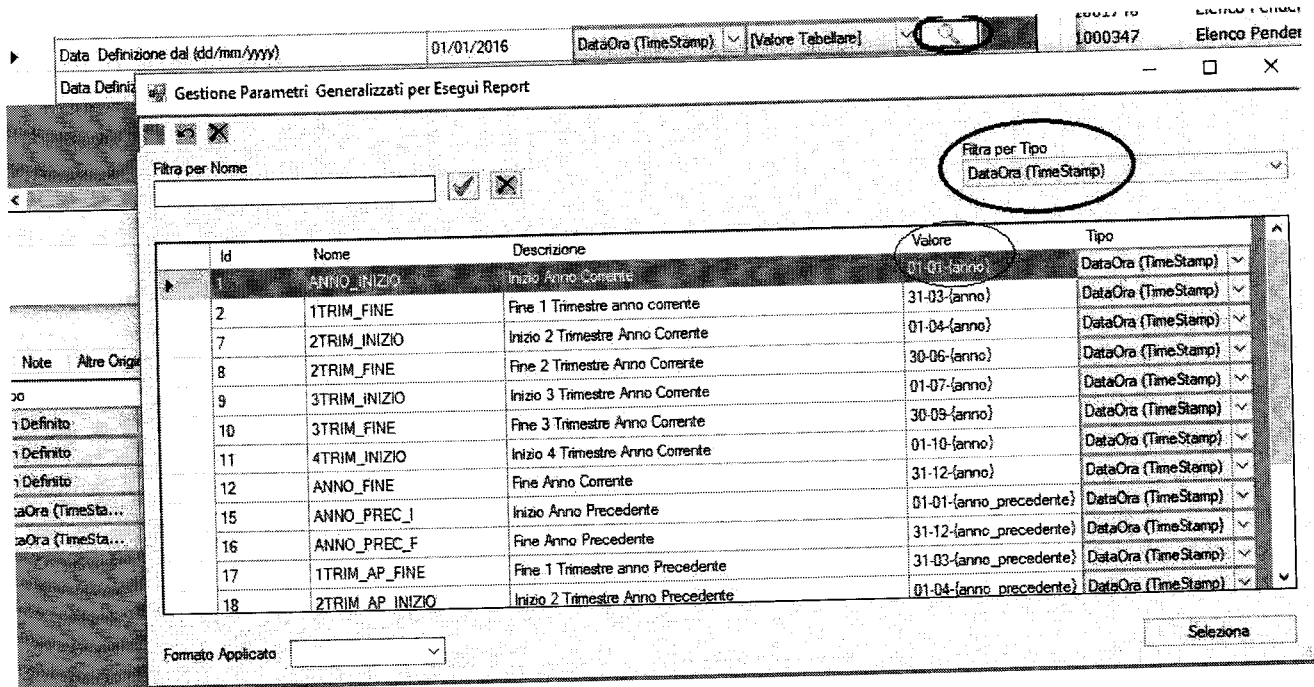 Data Definizione dal (dd/mm/yyyy) 01/01/2016 DataOra (TimeStamp) [Valore Tabellare]
1000347 Elenco Pender
Data Definiz
Gestione Parametri Generalizzati per Esegui Report
Filtra per Nome
Filtra per Tipo
DataOra (TimeStamp)
Id Nome Descrizione Valore Tipo
1 ANNO_INIZIO Inizio Anno Corrente 01-01-{anno} DataOra (TimeStamp)
2 1TRIM_FINE Fine 1 Trimestre anno corrente 31-03-{anno} DataOra (TimeStamp)
7 2TRIM_INIZIO Inizio 2 Trimestre Anno Corrente 01-04-{anno} DataOra (TimeStamp)
8 2TRIM_FINE Fine 2 Trimestre Anno Corrente 30-06-{anno} DataOra (TimeStamp)
9 3TRIM_INIZIO Inizio 3 Trimestre Anno Corrente 01-07-{anno} DataOra (TimeStamp)
10 3TRIM_FINE Fine 3 Trimestre Anno Corrente 30-09-{anno} DataOra (TimeStamp)
11 4TRIM_INIZIO Inizio 4 Trimestre Anno Corrente 01-10-{anno} DataOra (TimeStamp)
12 ANNO_FINE Fine Anno Corrente 31-12-{anno} DataOra (TimeStamp)
15 ANNO_PREC_I Inizio Anno Precedente 01-01-{anno_precedente} DataOra (TimeStamp)
16 ANNO_PREC_F Fine Anno Precedente 31-12-{anno_precedente} DataOra (TimeStamp)
17 1TRIM_AP_FINE Fine 1 Trimestre anno Precedente 31-03-{anno_precedente} DataOra (TimeStamp)
18 2TRIM_AP_INIZIO Inizio 2 Trimestre Anno Precedente 01-04-{anno_precedente} DataOra (TimeStamp)
Note Altre Origi
po
n Definito
n Definito
n Definito
taOra (TimeSta...
taOra (TimeSta...
Formato Applicato
Seleziona